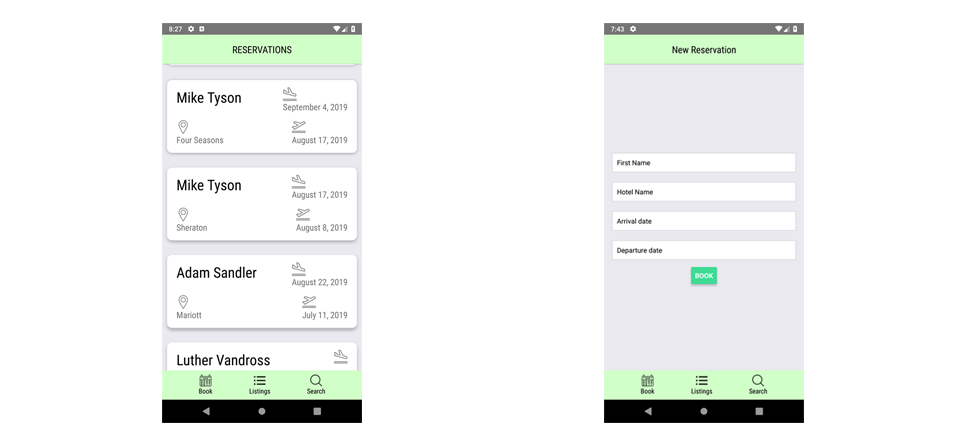 8:27
RESERVATIONS
Mike Tyson
September 4, 2019
Four Seasons
August 17, 2019
Mike Tyson
August 17, 2019
Sheraton
August 8, 2019
Adam Sandler
August 22, 2019
Mariott
July 11, 2019
Luther Vandross
Book Listings Search
7:43
New Reservation
First Name
Hotel Name
Arrival date
Departure date
BOOK
Book Listings Search